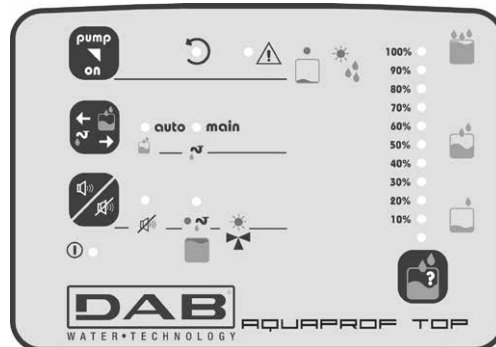 pump
on
100%
90%
80%
70%
60%
50%
40%
30%
20%
10%
auto main
?
DAB
WATER•TECHNOLOGY
AQUAPROF TOP